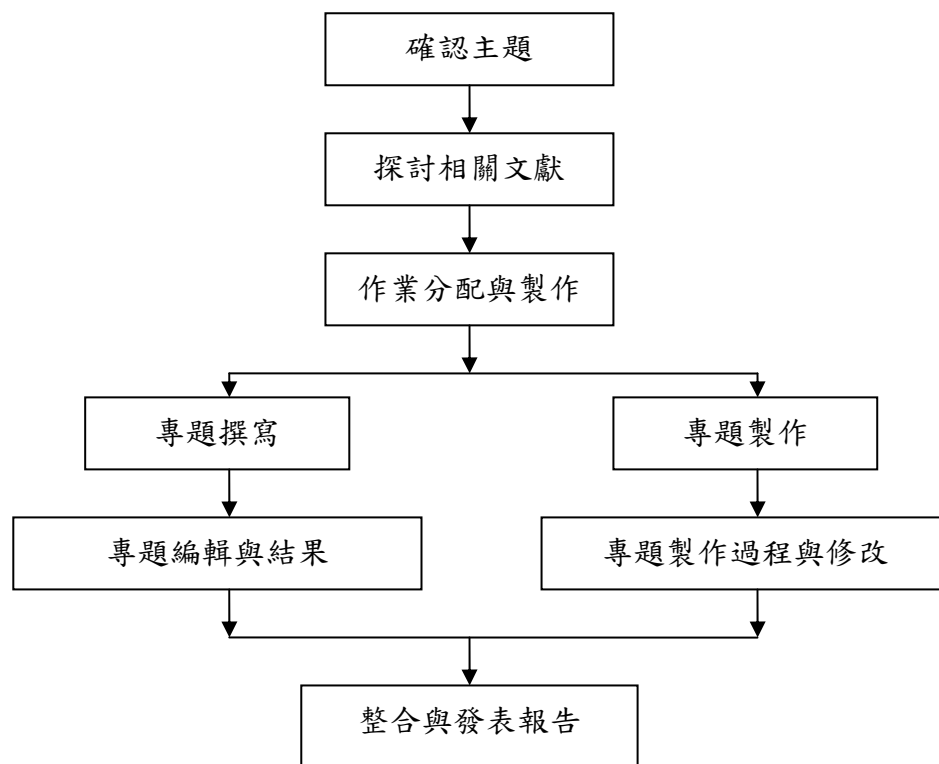 確認主題
探討相關文獻
作業分配與製作
專題撰寫
專題製作
專題編輯與結果
專題製作過程與修改
整合與發表報告